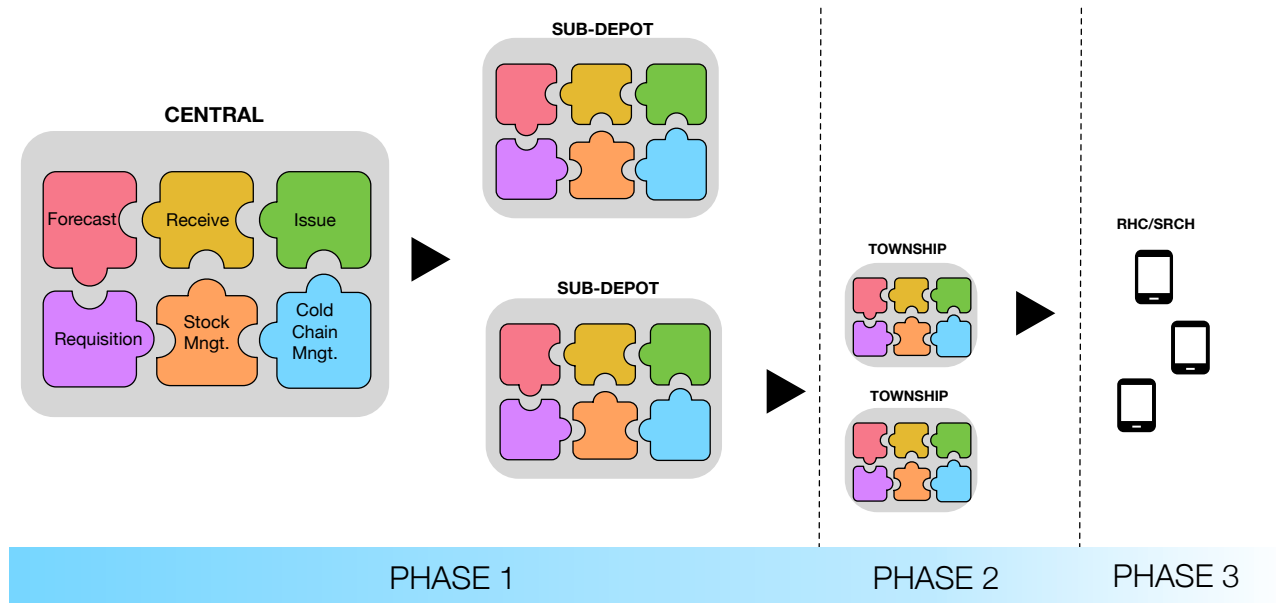 CENTRAL
Forecast
Receive
Issue
Requisition
Stock
Mngt.
Cold
Chain
Mngt.
SUB-DEPOT
SUB-DEPOT
TOWNSHIP
TOWNSHIP
RHC/SRCH
PHASE 1
PHASE 2
PHASE 3